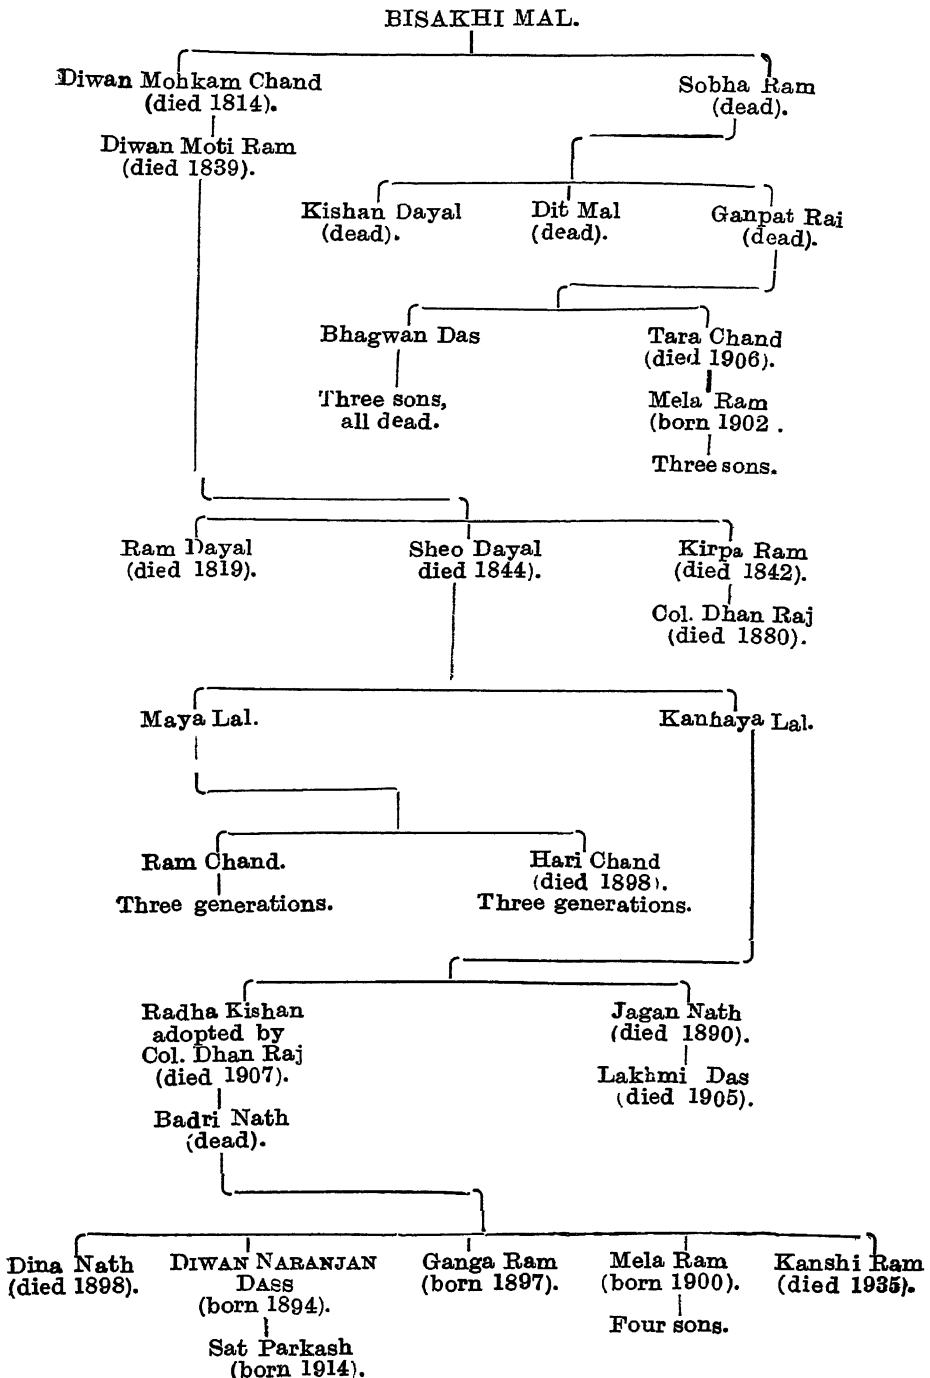 BISAKHI MAL.
Diwan Mohkam Chand
(died 1814).
Sobha Ram
(dead).
Diwan Moti Ram
(died 1839).
Kishan Dayal
(dead).
Dit Mal
(dead).
Ganpat Rai
(dead).
Bhagwan Das
Three sons,
all dead.
Tara Chand
(died 1906).
Mela Ram
(born 1902 .
Three sons.
Ram Dayal
(died 1819).
Sheo Dayal
died 1844).
Kirpa Ram
(died 1842).
Col. Dhan Raj
(died 1880).
Maya Lal.
Kanhaya Lal.
Ram Chand.
Three generations.
Hari Chand
(died 1898).
Three generations.
Radha Kishan
adopted by
Col. Dhan Raj
(died 1907).
Badri Nath
(dead).
Jagan Nath
(died 1890).
Lakhmi Das
(died 1905).
Dina Nath
(died 1898).
DIWAN NARANJAN
DASS
(born 1894).
Sat Parkash
(born 1914).
Ganga Ram
(born 1897).
Mela Ram
(born 1900).
Four sons.
Kanshi Ram
(died 1935).